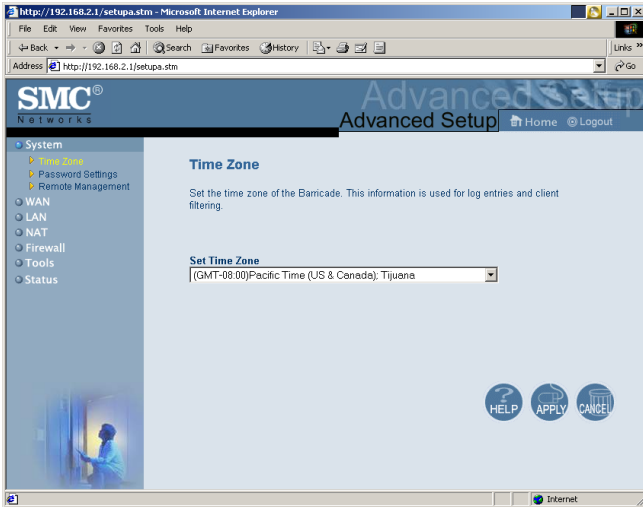 http://192.168.2.1/setupa.stm - Microsoft Internet Explorer
File Edit View Favorites Tools Help
Back Search Favorites History Links »
Address http://192.168.2.1/setupa.stm Go
SMC®
Networks
Advanced Setup
Advanced Setup
Home Logout
System
Time Zone
Password Settings
Remote Management
WAN
LAN
NAT
Firewall
Tools
Status
Time Zone
Set the time zone of the Barricade. This information is used for log entries and client
filtering.
Set Time Zone
(GMT-08:00)Pacific Time (US & Canada); Tijuana
HELP APPLY CANCEL
Internet